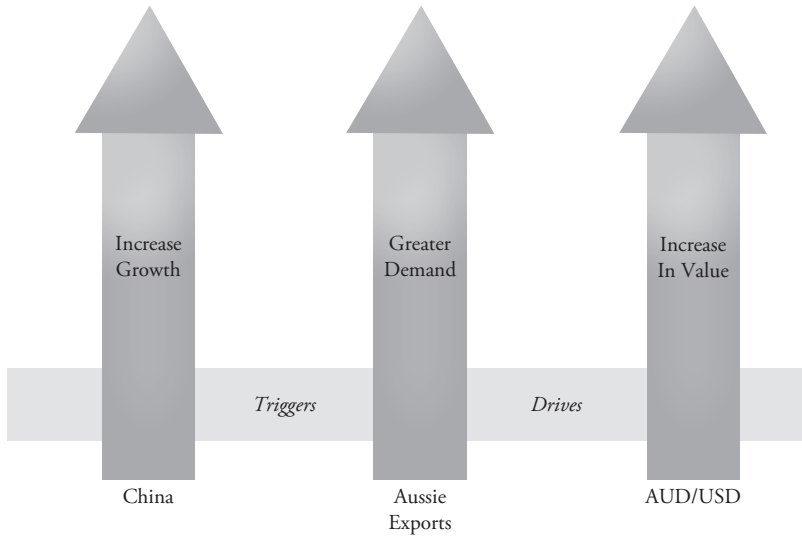 Increase
Growth
Greater
Demand
Increase
In Value
Triggers
Drives
China
Aussie
Exports
AUD/USD